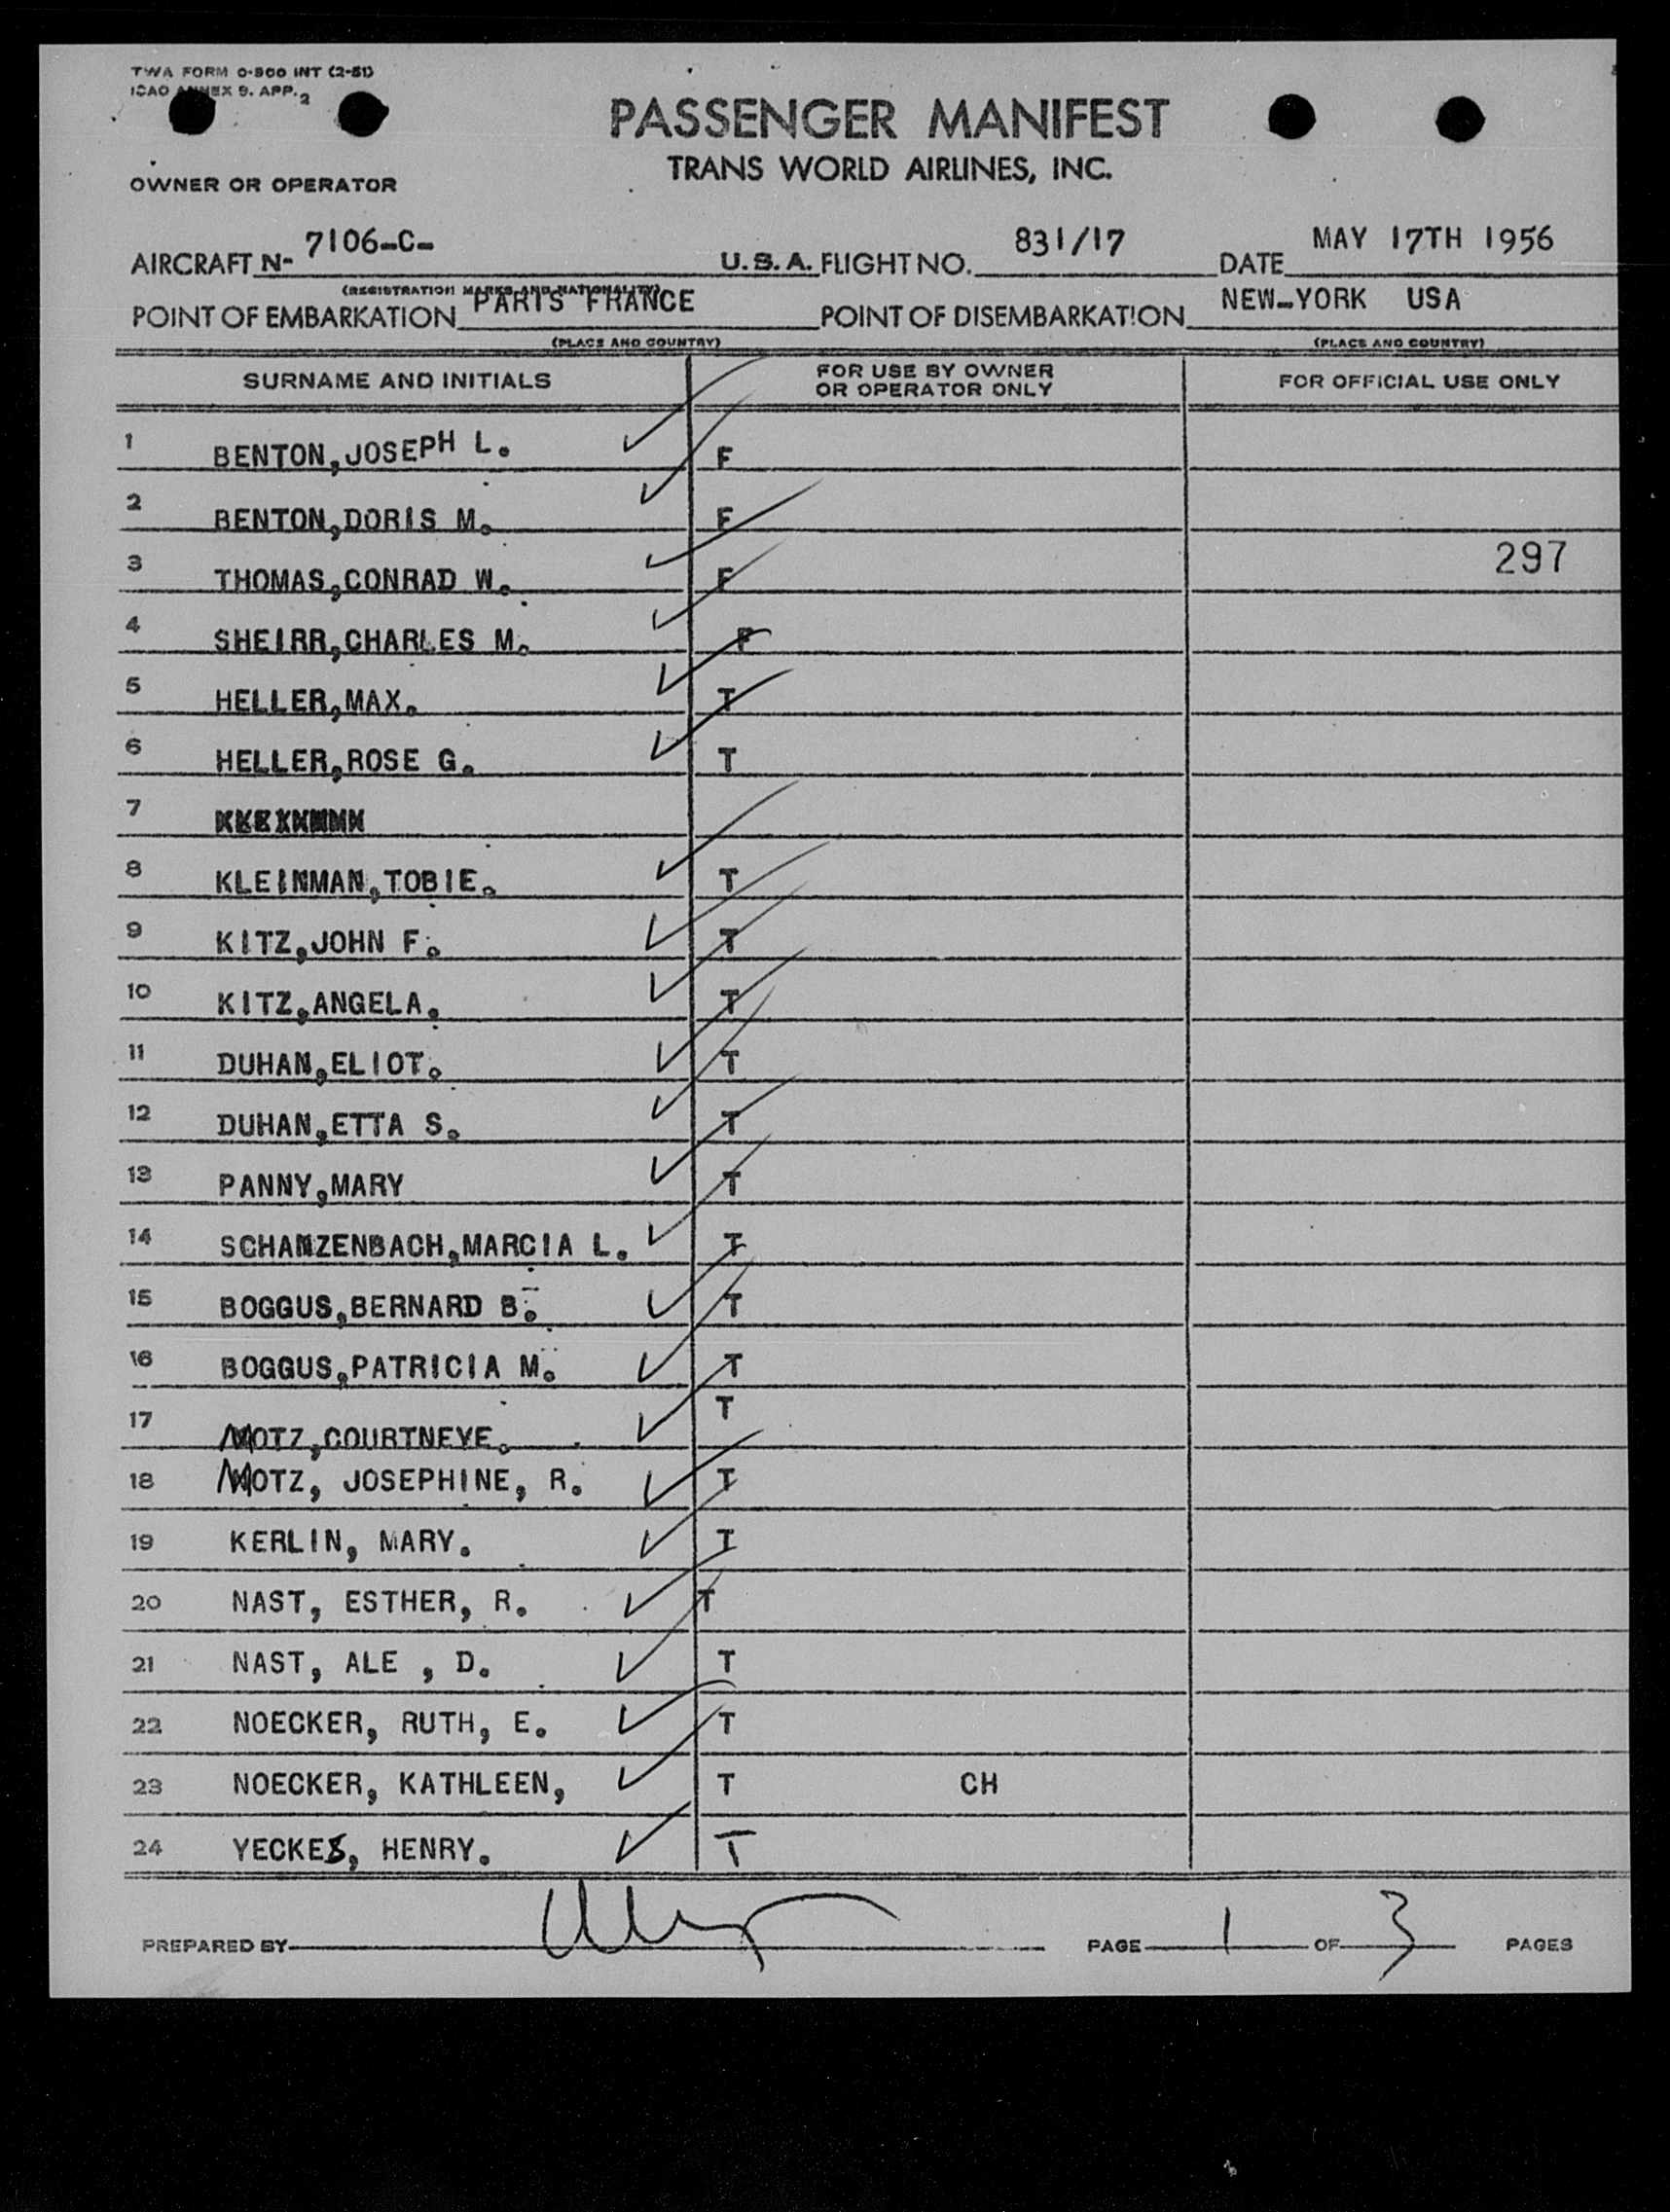 TWA FORM O-800 INT (2-51)
ICAO ANNEX 9. APP. 2
PASSENGER MANIFEST
TRANS WORLD AIRLINES, INC.
OWNER OR OPERATOR
AIRCRAFT N- 7106-C- U.S.A. FLIGHT NO. 831/17 DATE MAY 17TH 1956
(REGISTRATION MARKS AND NATIONALITY)
POINT OF EMBARKATION PARIS FRANCE POINT OF DISEMBARKATION NEW-YORK USA
(PLACE AND COUNTRY) (PLACE AND COUNTRY)
SURNAME AND INITIALS FOR USE BY OWNER OR OPERATOR ONLY FOR OFFICIAL USE ONLY
1 BENTON,JOSEPH L. F
2 BENTON,DORIS M. F
3 THOMAS,CONRAD W. F 297
4 SHEIRR,CHARLES M. F
5 HELLER,MAX. T
6 HELLER,ROSE G. T
7
8 KLEINMAN,TOBIE. T
9 KITZ,JOHN F. T
10 KITZ,ANGELA. T
11 DUHAN,ELIOT. T
12 DUHAN,ETTA S. T
13 PANNY,MARY T
14 SCHANZENBACH,MARCIA L. T
15 BOGGUS,BERNARD B. T
16 BOGGUS,PATRICIA M. T
17 MOTZ,COURTNEYE. T
18 MOTZ, JOSEPHINE, R. T
19 KERLIN, MARY. T
20 NAST, ESTHER, R. T
21 NAST, ALE , D. T
22 NOECKER, RUTH, E. T
23 NOECKER, KATHLEEN, T CH
24 YECKES, HENRY. T
PREPARED BY PAGE 1 OF 3 PAGES